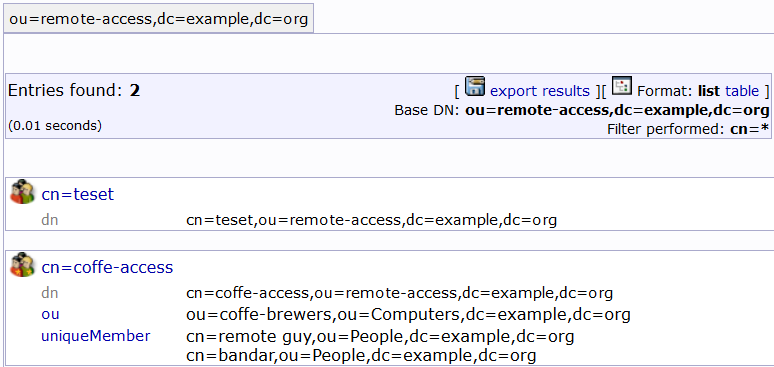 ou=remote-access,dc=example,dc=org
Entries found: 2 [ export results ][ Format: list table ]
Base DN: ou=remote-access,dc=example,dc=org
(0.01 seconds) Filter performed: cn=*
cn=teset
dn cn=teset,ou=remote-access,dc=example,dc=org
cn=coffe-access
dn cn=coffe-access,ou=remote-access,dc=example,dc=org
ou ou=coffe-brewers,ou=Computers,dc=example,dc=org
uniqueMember cn=remote guy,ou=People,dc=example,dc=org
cn=bandar,ou=People,dc=example,dc=org